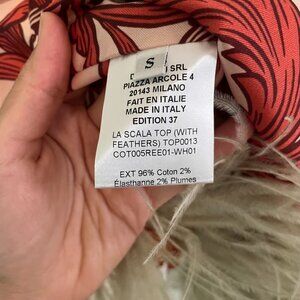 S
SRL
PIAZZA ARCOLE 4
20143 MILANO
FAIT EN ITALIE
MADE IN ITALY
EDITION 37
LA SCALA TOP (WITH
FEATHERS) TOP0013
COT005REE01-WH01
EXT 96% Coton 2%
Élasthanne 2% Plumes